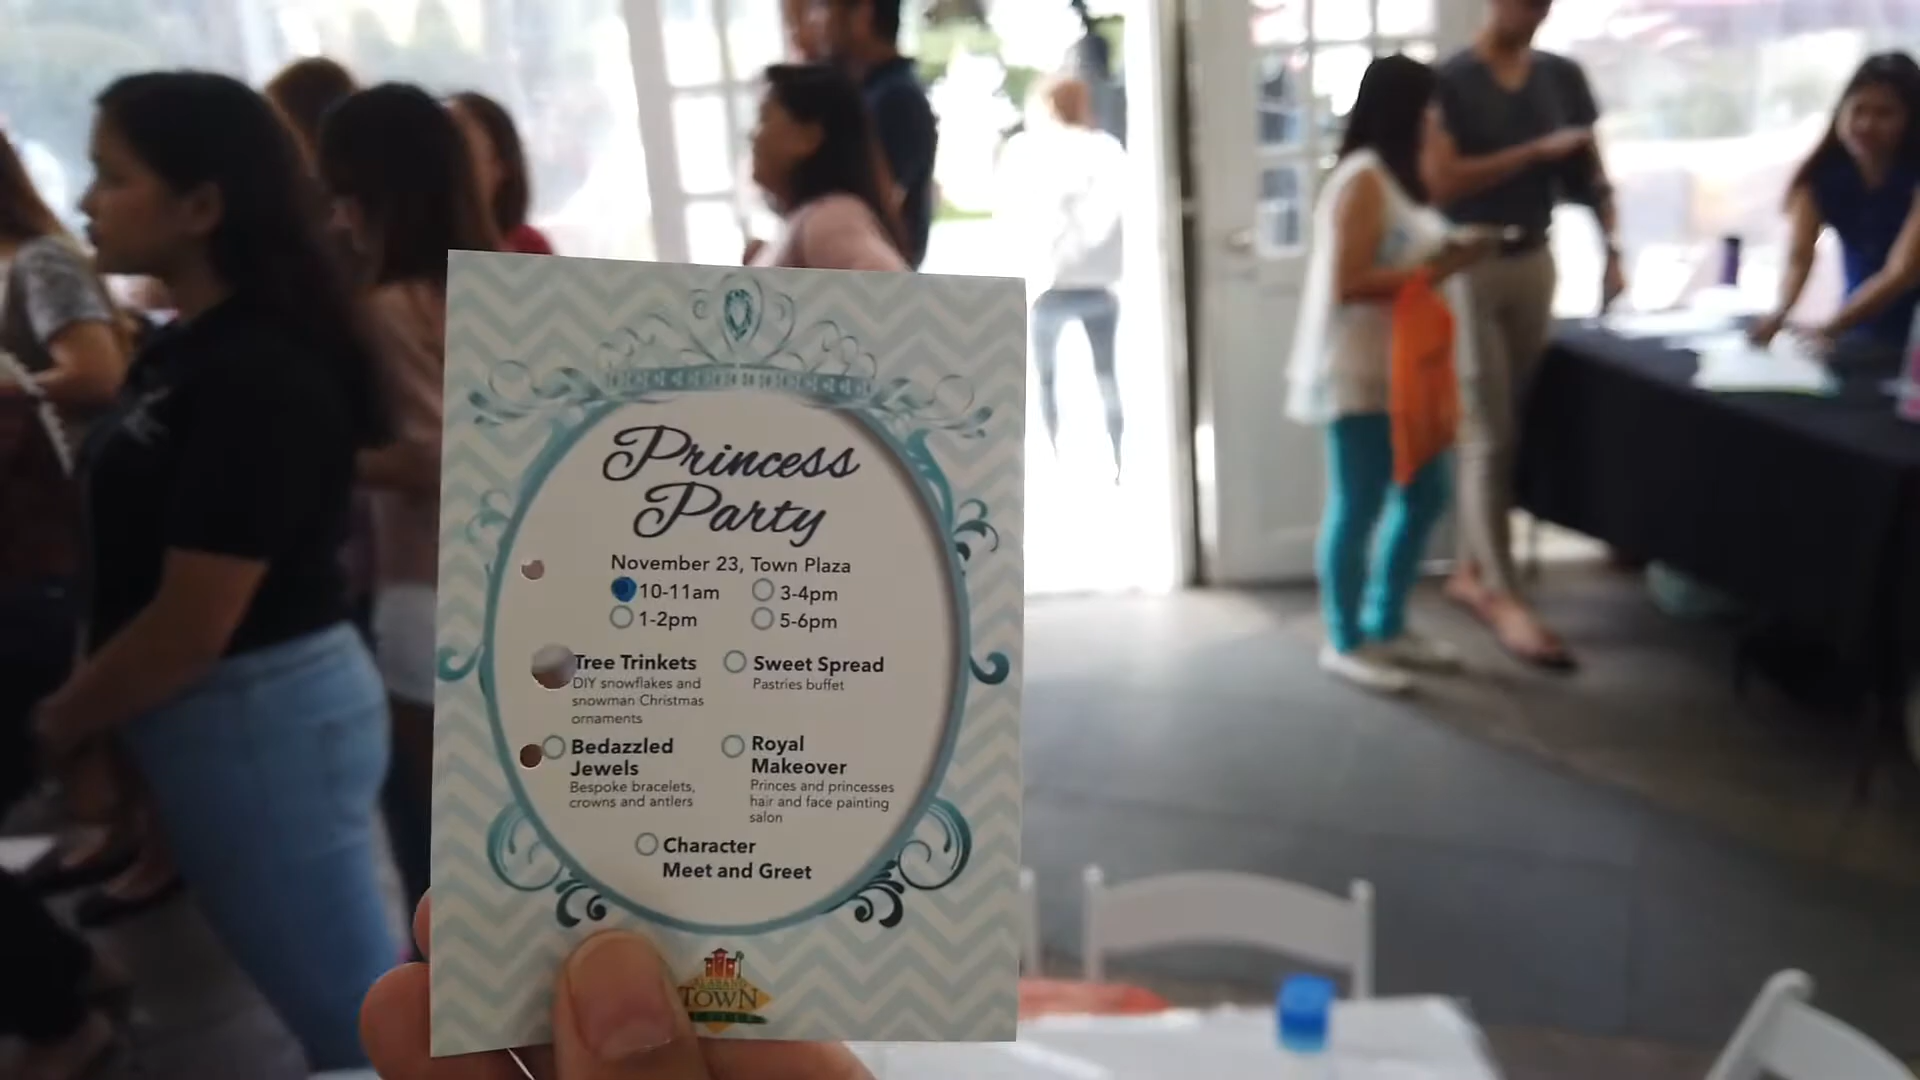 Princess
Party
November 23, Town Plaza
10-11am
3-4pm
1-2pm
5-6pm
Tree Trinkets
DIY snowflakes and
snowman Christmas
ornaments
Sweet Spread
Pastries buffet
Bedazzled
Jewels
Bespoke bracelets,
crowns and antlers
Royal
Makeover
Princes and princesses
hair and face painting
salon
Character
Meet and Greet
ALABANG
TOWN